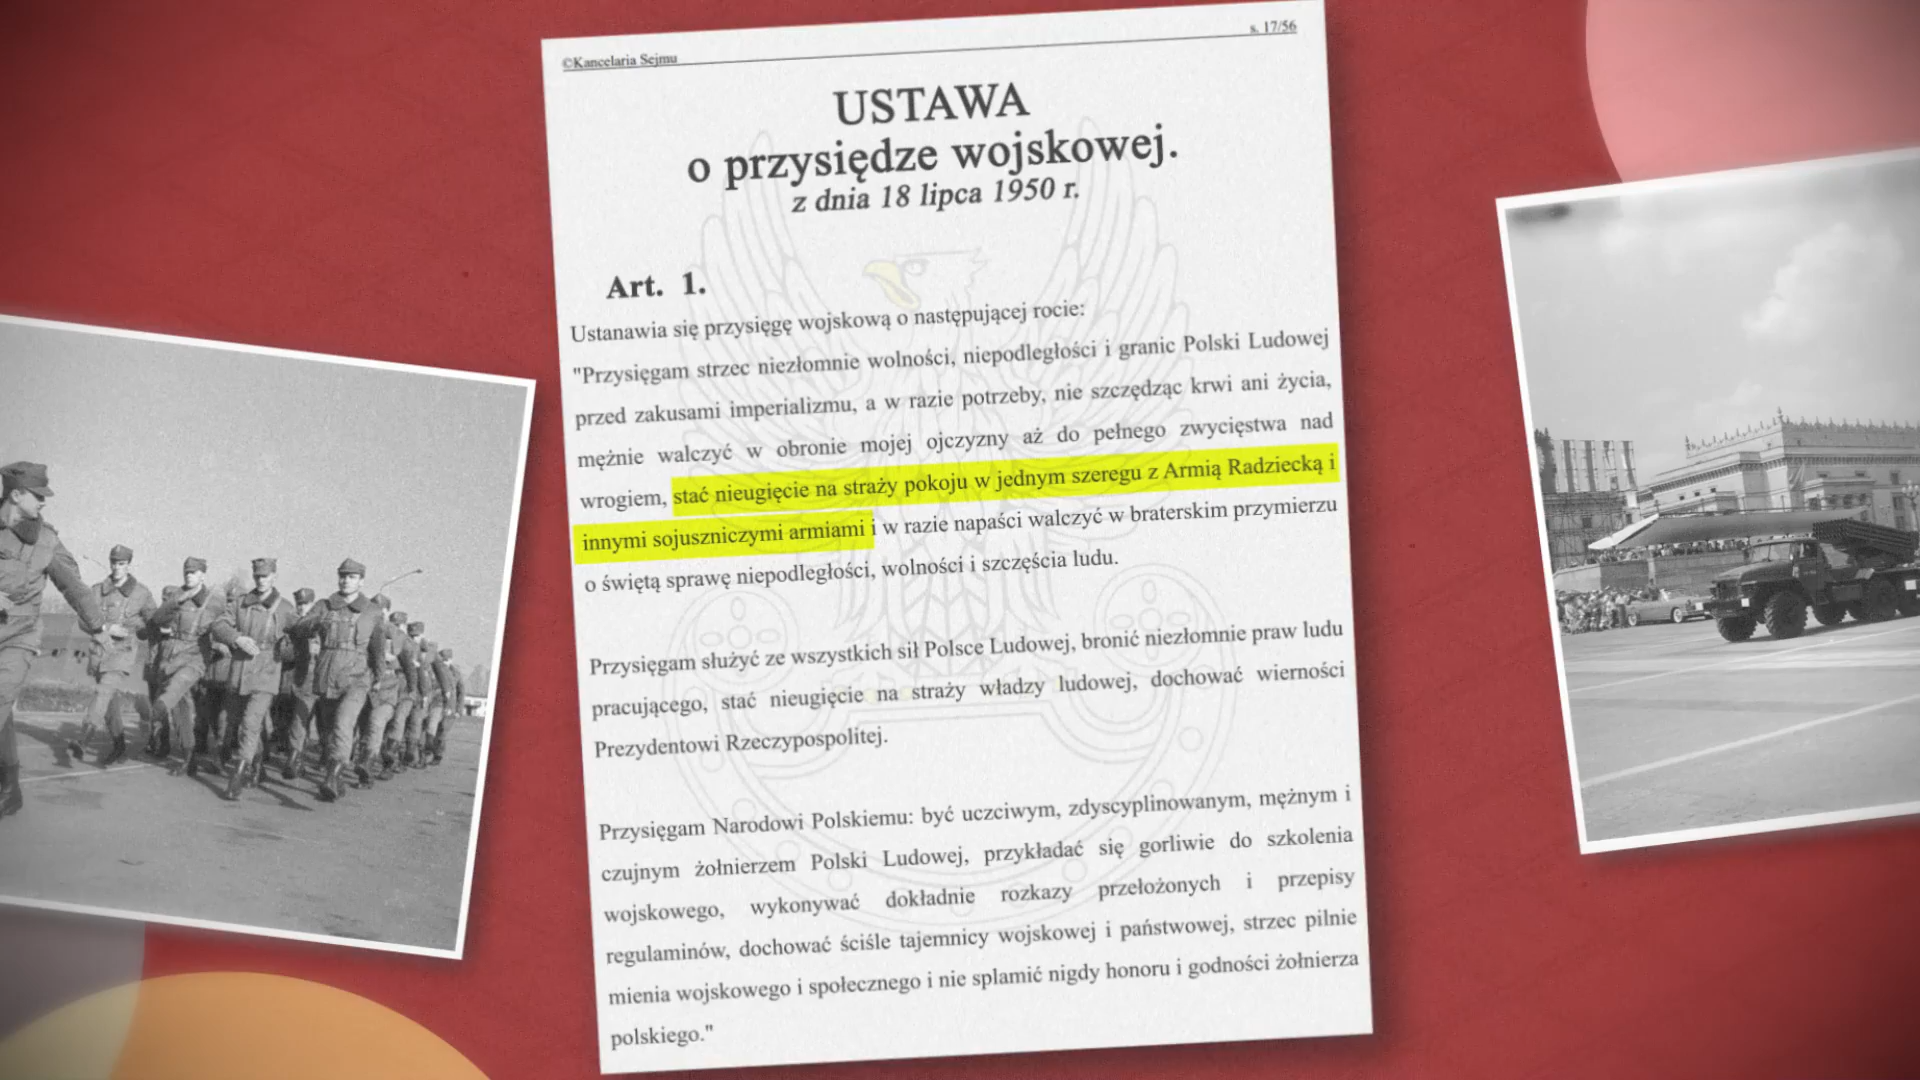 ©Kancelaria Sejmu
s. 17/56
USTAWA
o przysiędze wojskowej.
z dnia 18 lipca 1950 r.
Art. 1.
Ustanawia się przysięgę wojskową o następującej rocie:
"Przysięgam strzec niezłomnie wolności, niepodległości i granic Polski Ludowej
przed zakusami imperializmu, a w razie potrzeby, nie szczędząc krwi ani życia,
mężnie walczyć w obronie mojej ojczyzny aż do pełnego zwycięstwa nad
wrogiem, stać nieugięcie na straży pokoju w jednym szeregu z Armią Radziecką i
innymi sojuszniczymi armiami i w razie napaści walczyć w braterskim przymierzu
o świętą sprawę niepodległości, wolności i szczęścia ludu.
Przysięgam służyć ze wszystkich sił Polsce Ludowej, bronić niezłomnie praw ludu
pracującego, stać nieugięcie na straży władzy ludowej, dochować wierności
Prezydentowi Rzeczypospolitej.
Przysięgam Narodowi Polskiemu: być uczciwym, zdyscyplinowanym, mężnym i
czujnym żołnierzem Polski Ludowej, przykładać się gorliwie do szkolenia
wojskowego, wykonywać dokładnie rozkazy przełożonych i przepisy
regulaminów, dochować ściśle tajemnicy wojskowej i państwowej, strzec pilnie
mienia wojskowego i społecznego i nie splamić nigdy honoru i godności żołnierza
polskiego."